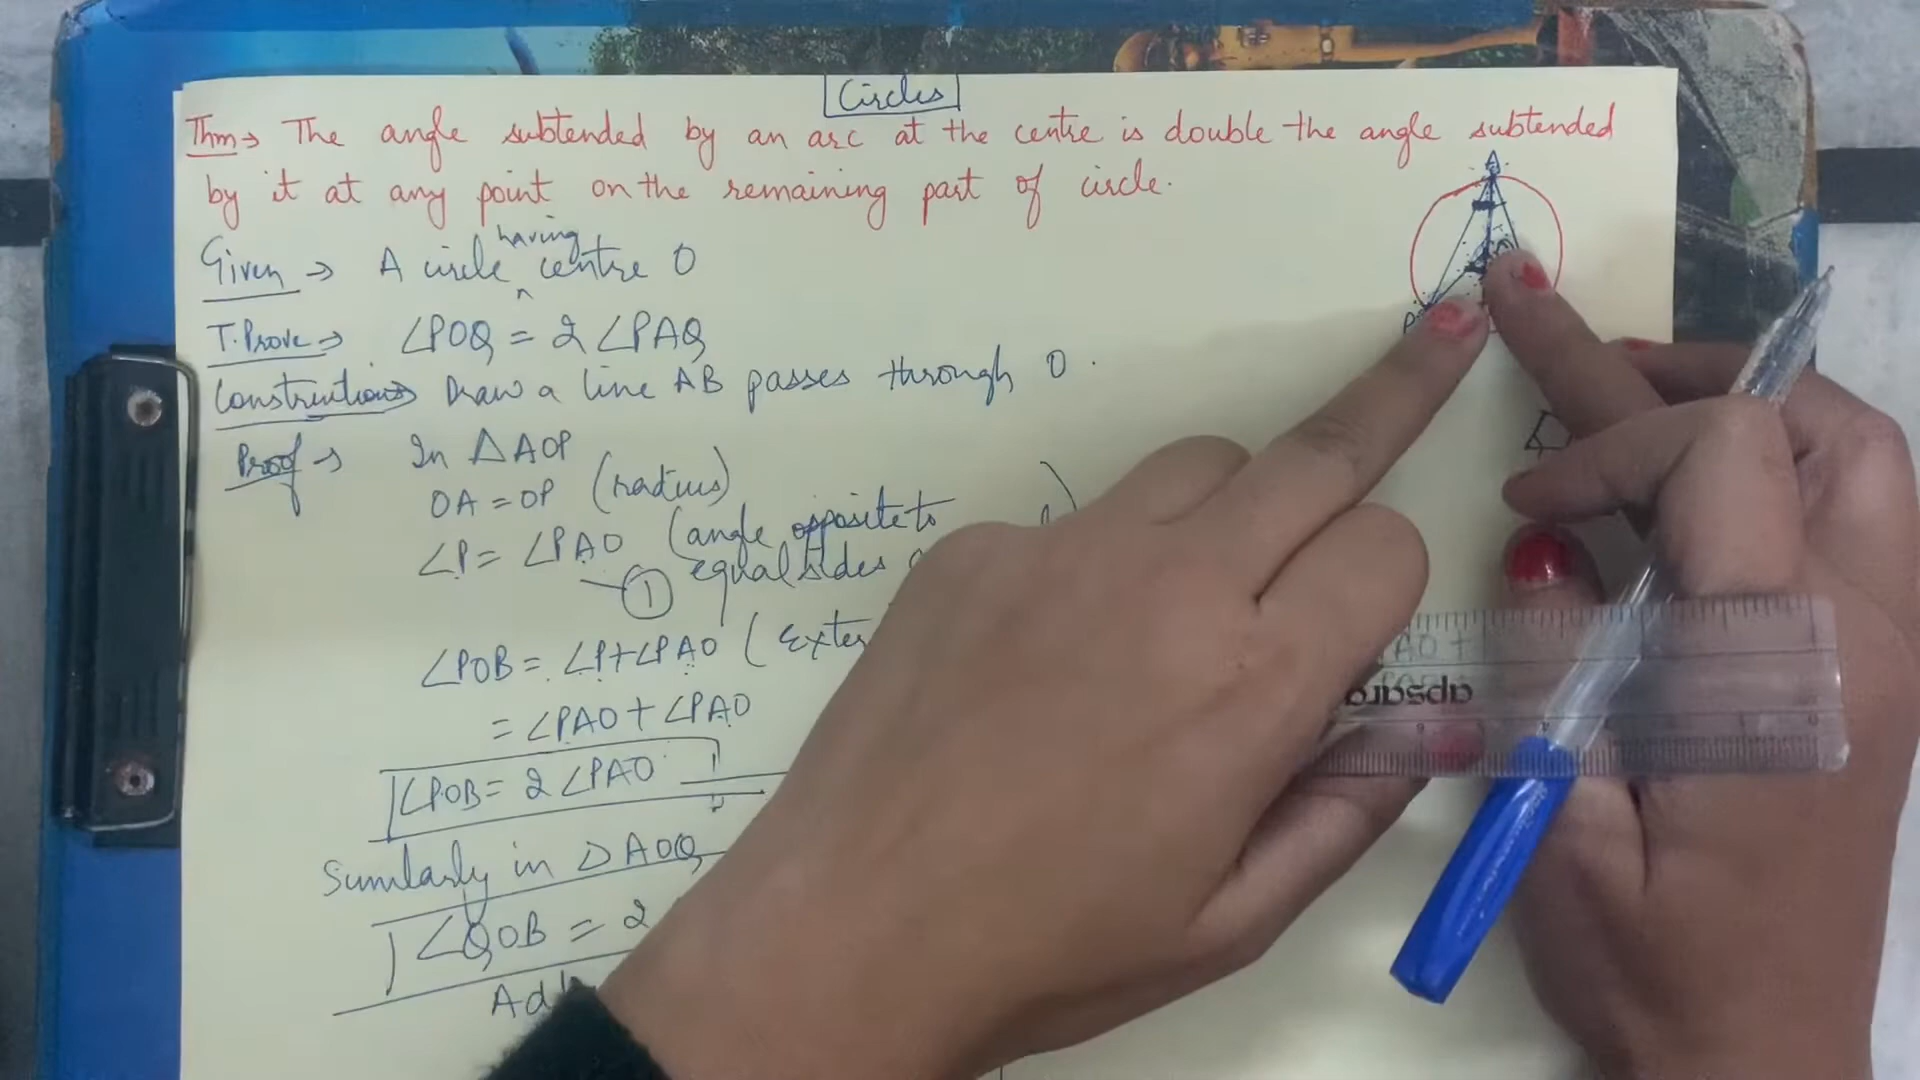 Circles
Thm→ The angle subtended by an arc at the centre is double the angle subtended
by it at any point on the remaining part of circle.
Given → A circle having centre O
T. Prove → ∠POQ = 2 ∠PAQ
Construction→ Draw a line AB passes through O.
Proof → In △AOP
OA = OP (radius)
∠P = ∠PAO (angle opposite to
equal sides
①
∠POB = ∠P+∠PAO (Exter
= ∠PAO + ∠PAO
∠POB = 2 ∠PAO
Similarly in △AOQ
∠QOB = 2
Ad
A
O
P
apsara